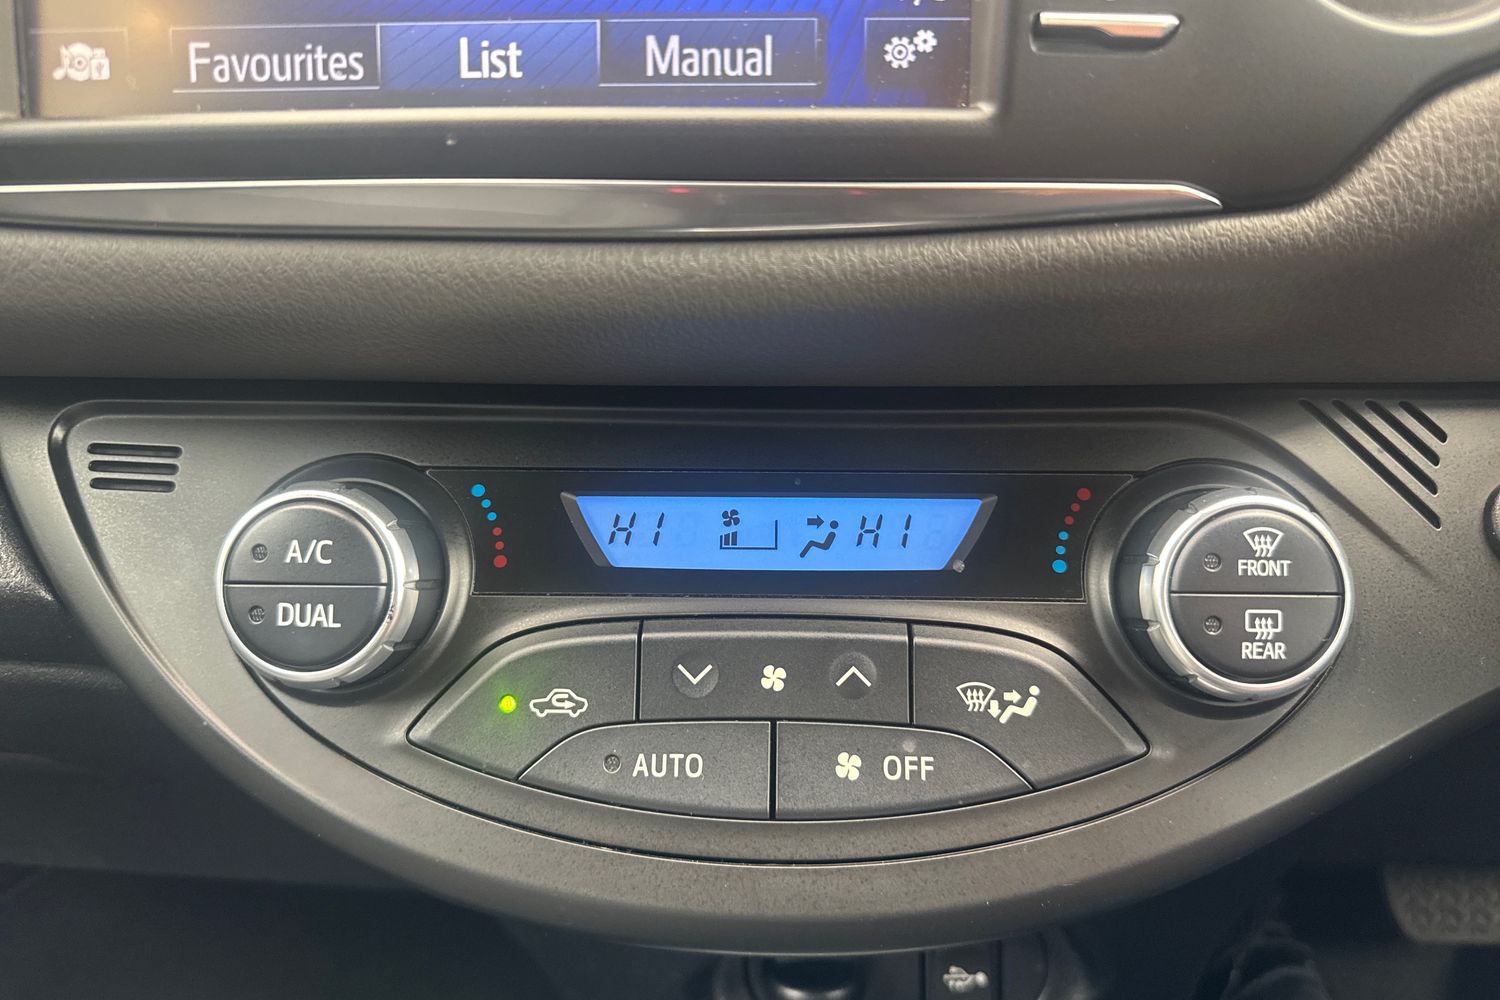 Favourites List Manual
A/C
DUAL
HI HI
FRONT
REAR
AUTO
OFF